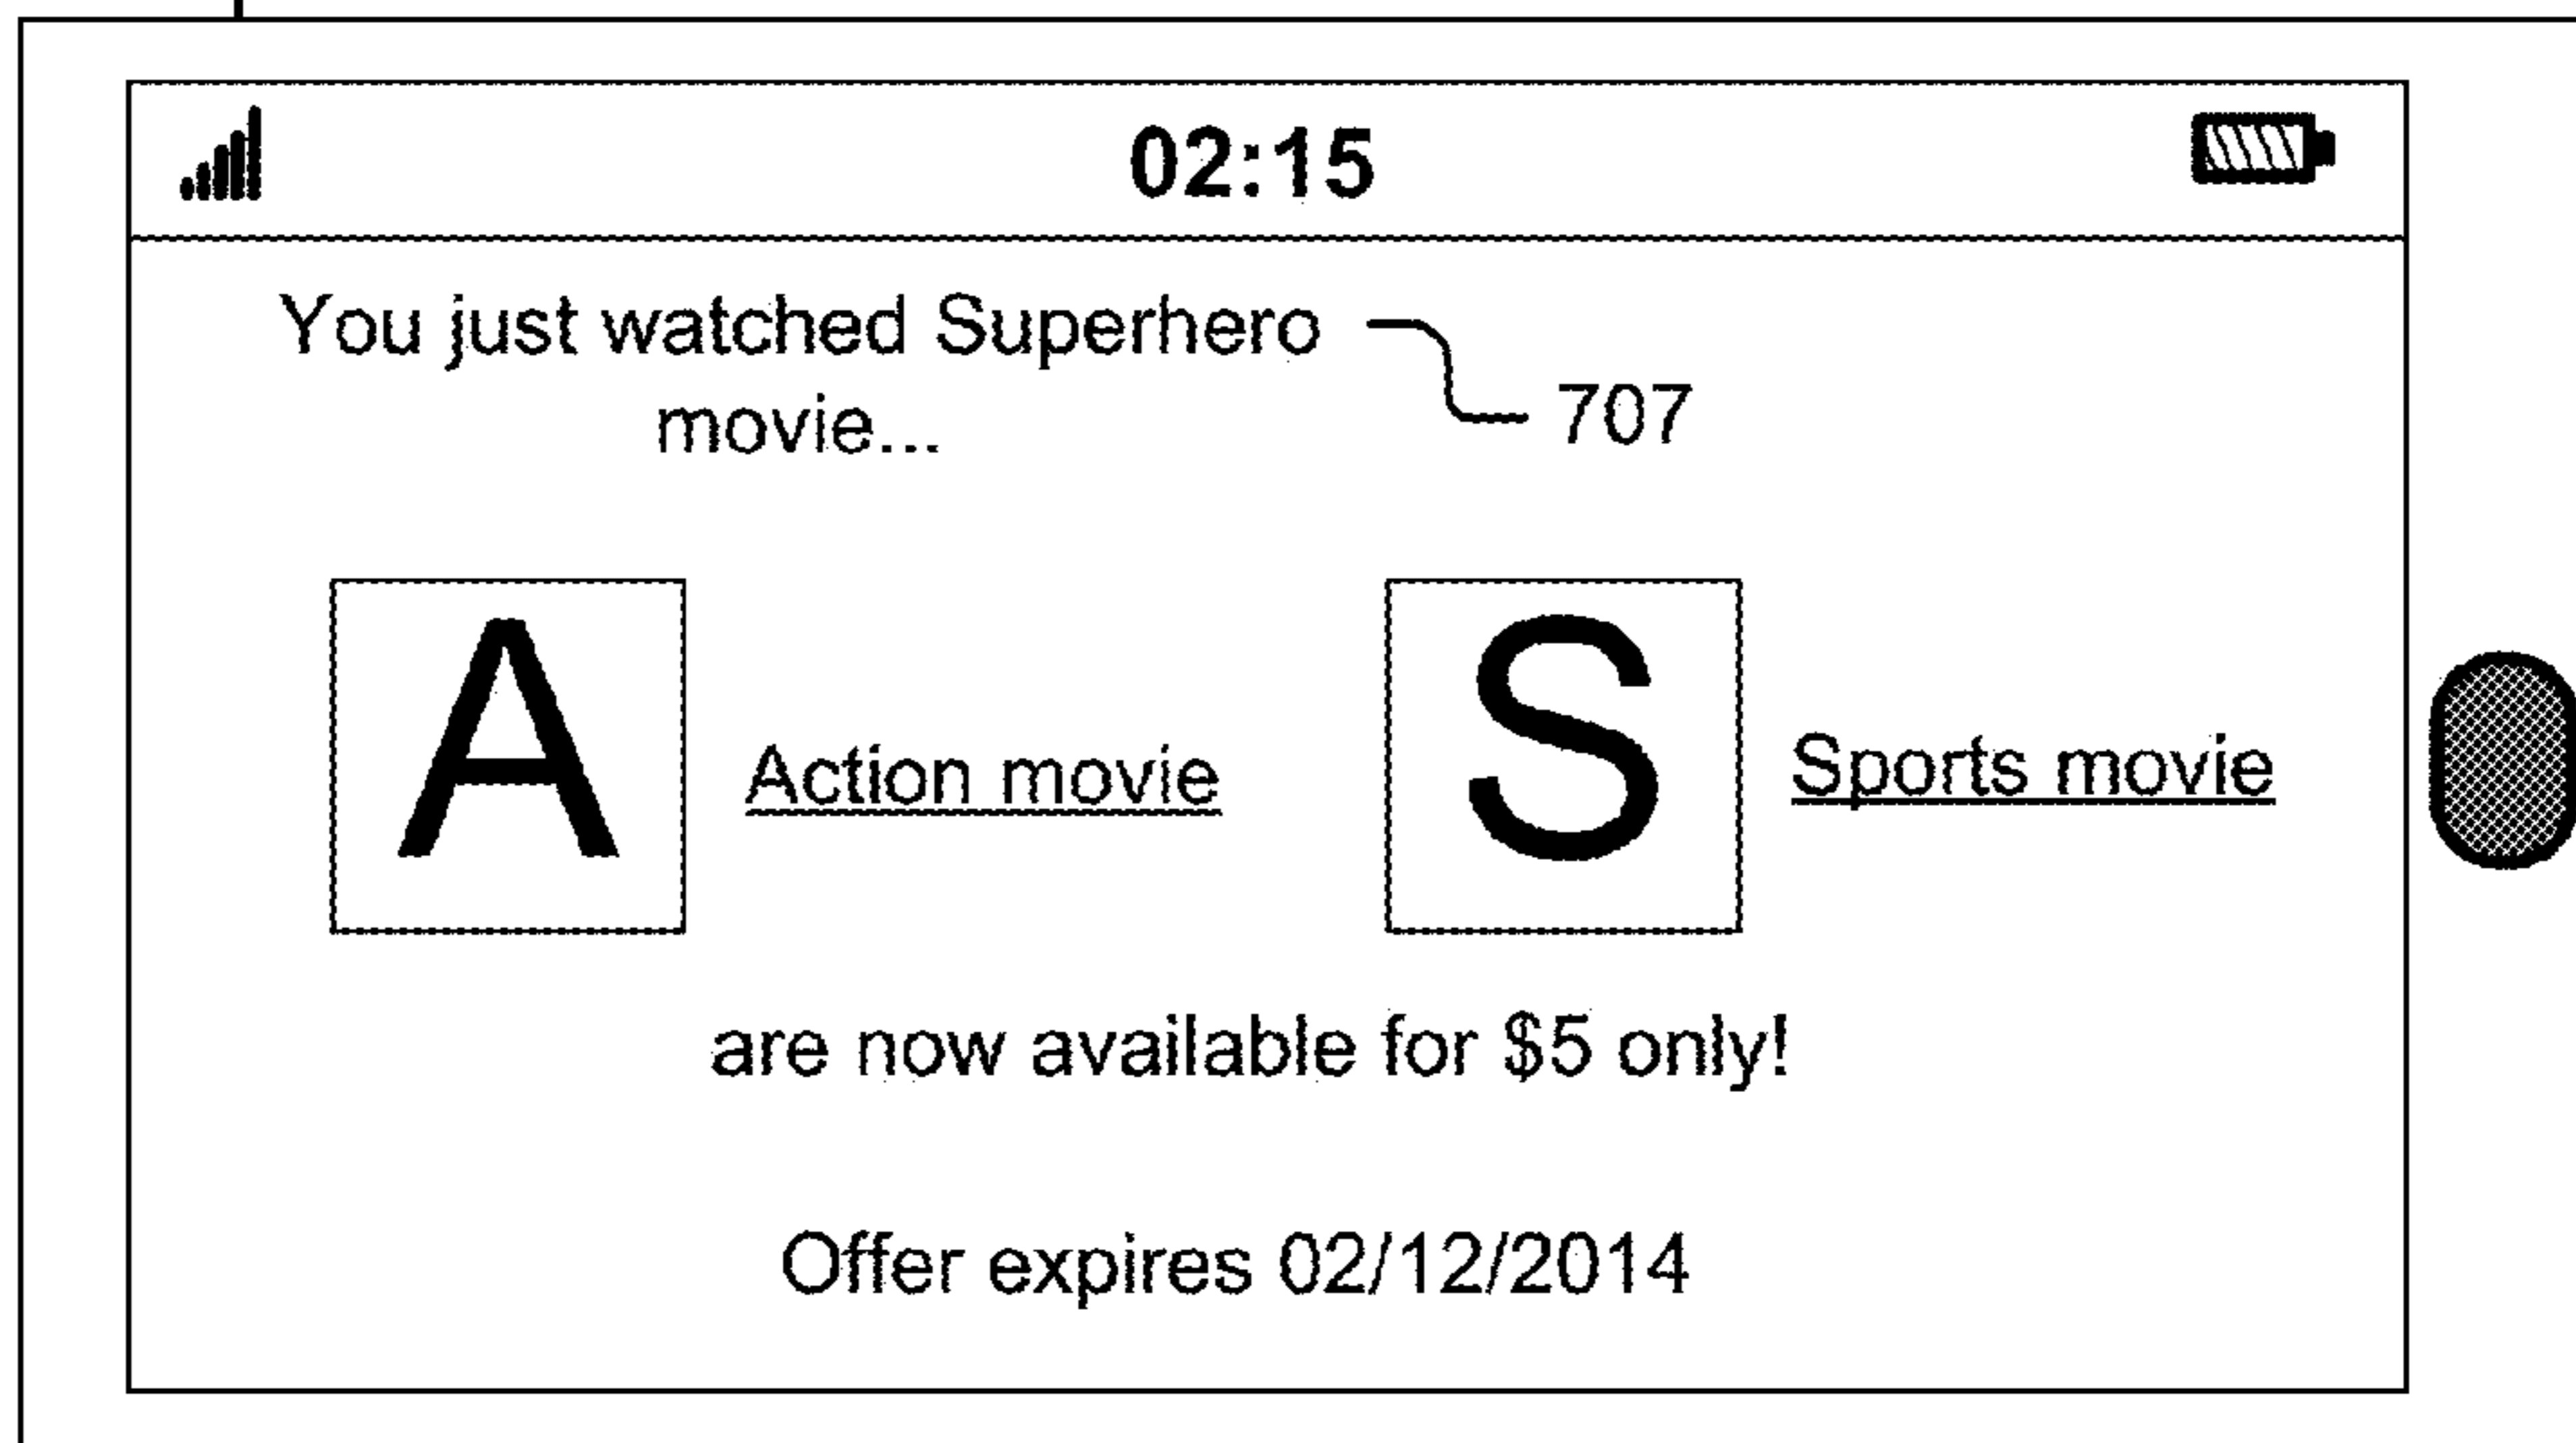 02:15
You just watched Superhero
movie...
707
A
Action movie
S
Sports movie
are now available for $5 only!
Offer expires 02/12/2014